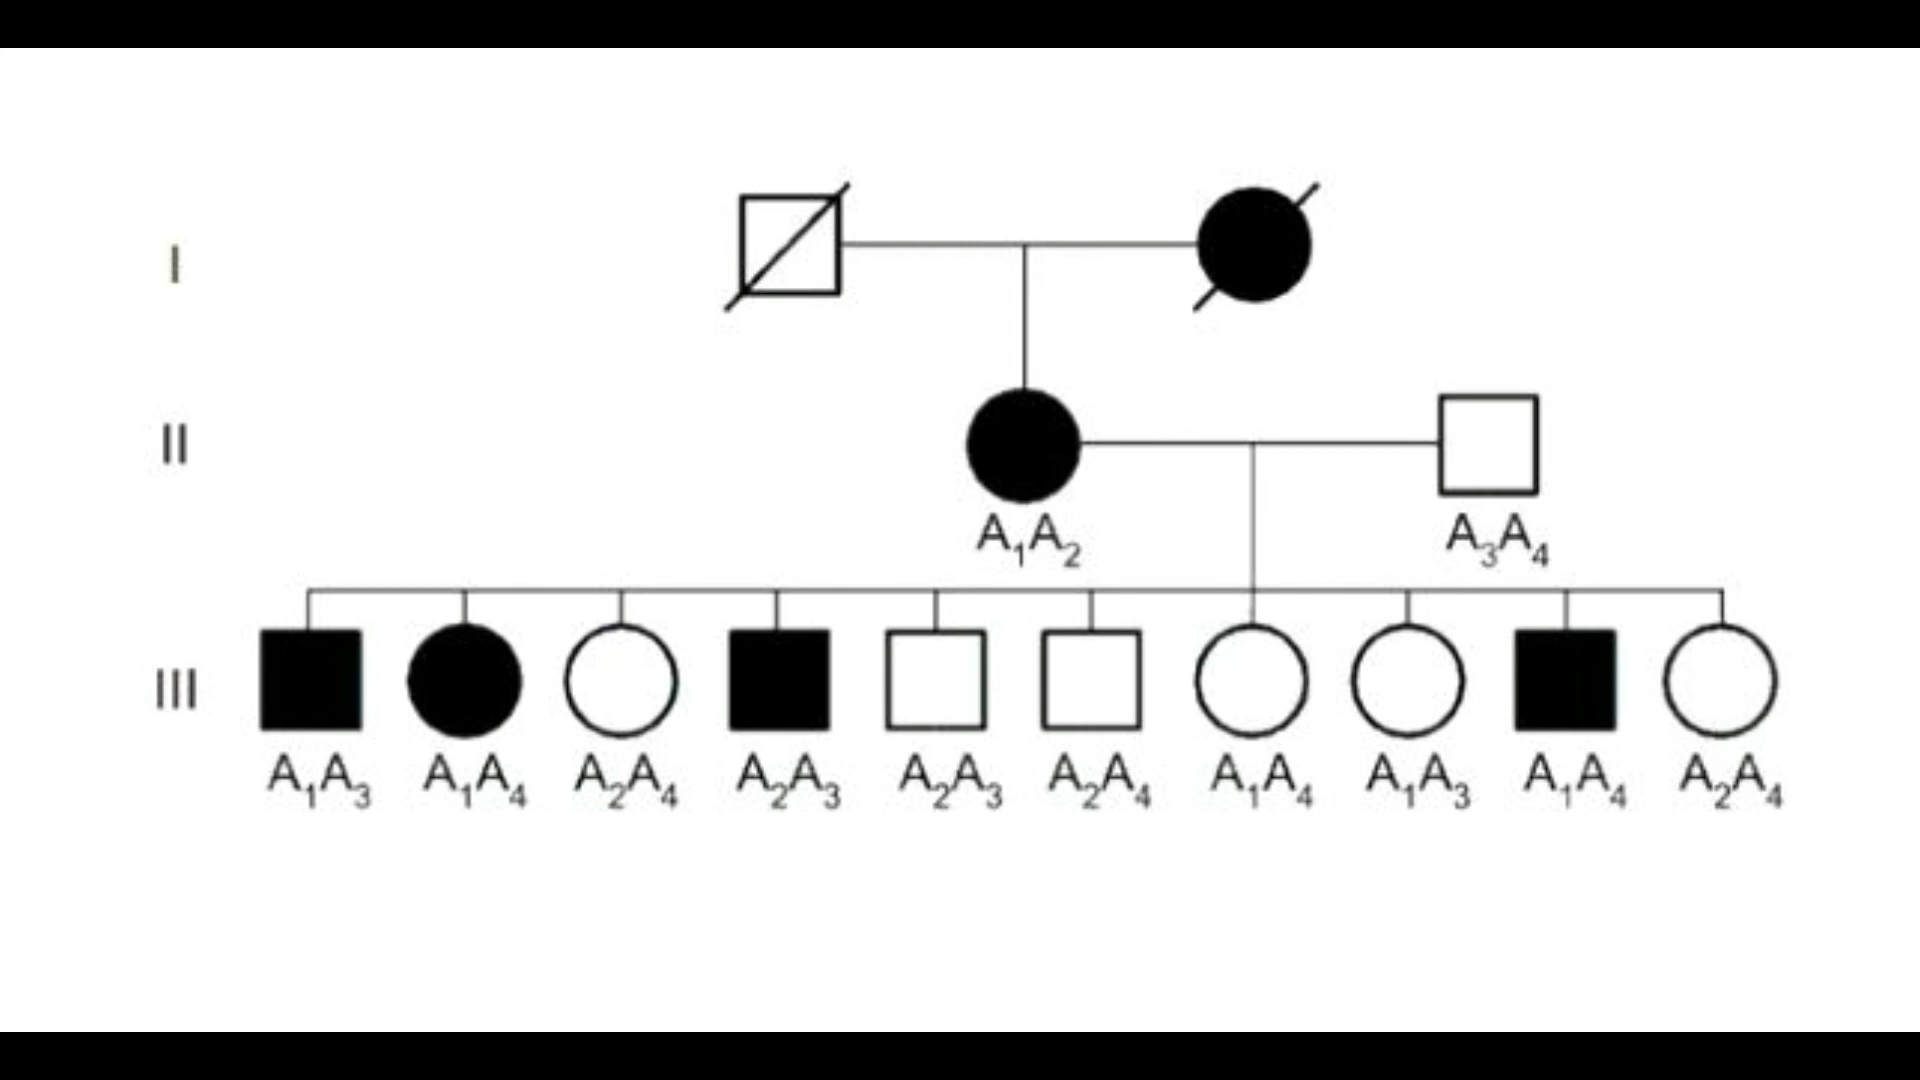 I
II
A₁A₂ A₃A₄
III
A₁A₃ A₁A₄ A₂A₄ A₂A₃ A₂A₃ A₂A₄ A₁A₄ A₁A₃ A₁A₄ A₂A₄